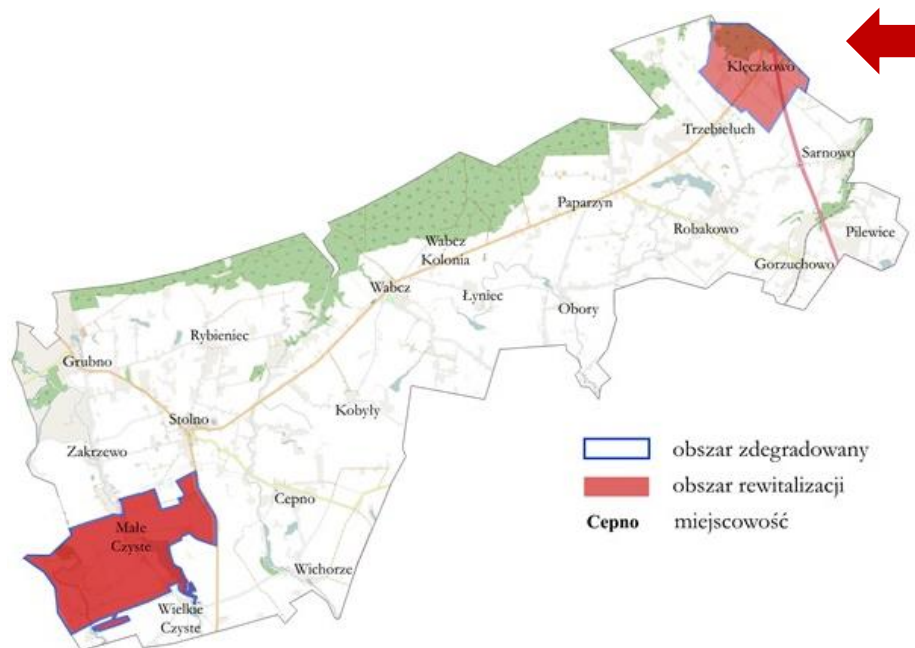 Klęczkowo
Trzebiełuch
Sarnowo
Paparzyn
Robakowo
Pilewice
Wabcz
Kolonia
Gorzuchowo
Wabcz
Łyniec
Obory
Rybieniec
Grubno
Kobyły
Stolno
Zakrzewo
obszar zdegradowany
obszar rewitalizacji
Cepno miejscowość
Cepno
Małe
Czyste
Wichorze
Wielkie
Czyste